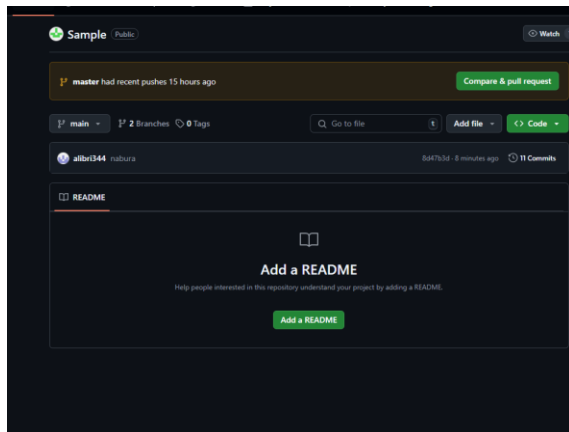 Sample Public
Watch
master had recent pushes 15 hours ago
Compare & pull request
main
2 Branches
0 Tags
Go to file
t
Add file
<> Code
alibri344 nabura
8d47b3d · 8 minutes ago
11 Commits
README
Add a README
Help people interested in this repository understand your project by adding a README.
Add a README